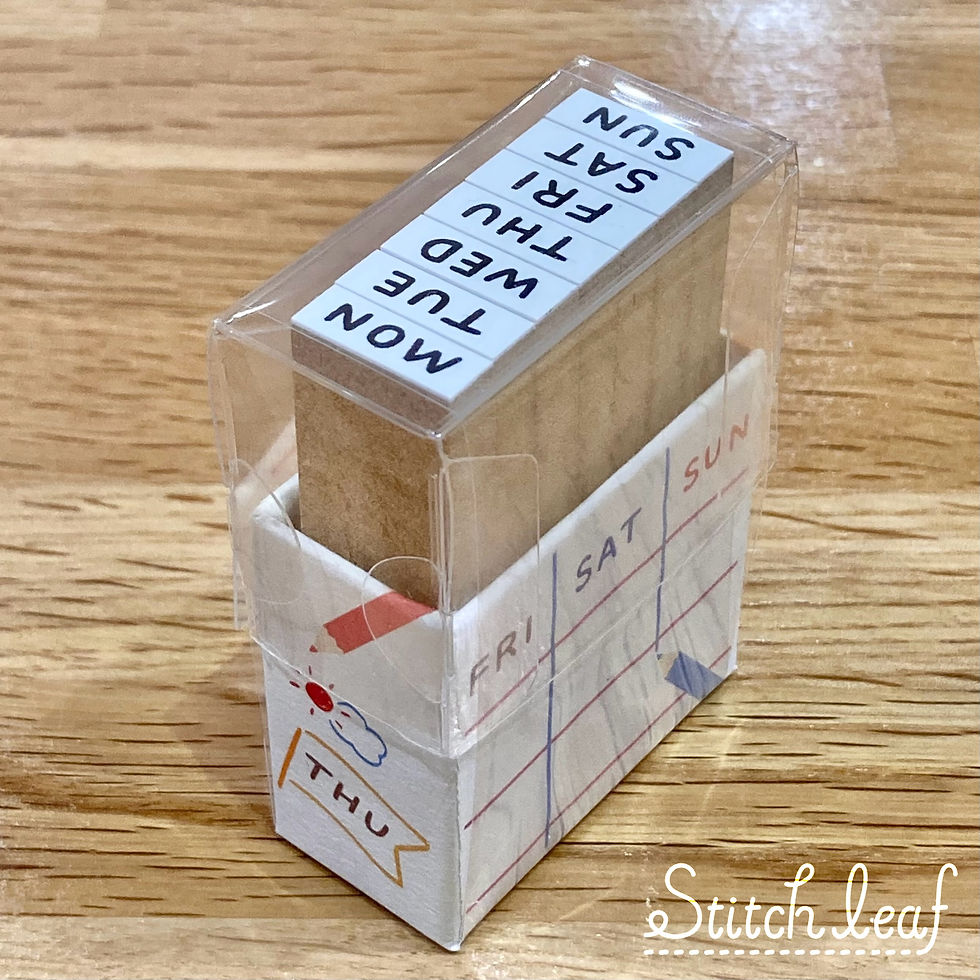 MON
TUE
WED
THU
FRI
SAT
SUN
FRI SAT SUN
THU
Stitch leaf